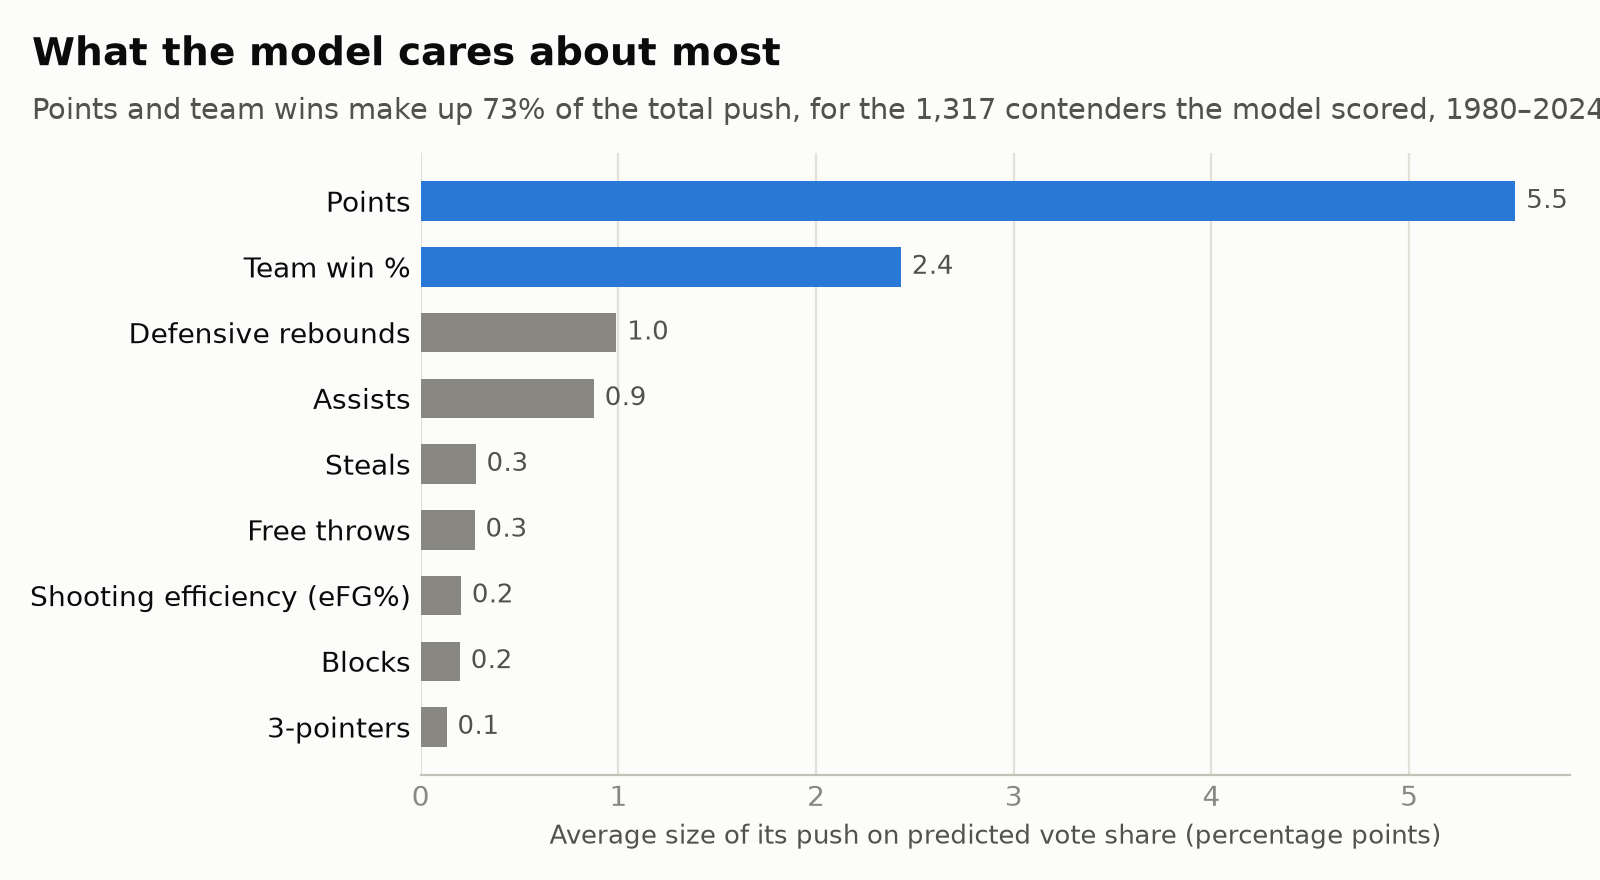 What the model cares about most
Points and team wins make up 73% of the total push, for the 1,317 contenders the model scored, 1980–2024
Points 5.5
Team win % 2.4
Defensive rebounds 1.0
Assists 0.9
Steals 0.3
Free throws 0.3
Shooting efficiency (eFG%) 0.2
Blocks 0.2
3-pointers 0.1
0 1 2 3 4 5
Average size of its push on predicted vote share (percentage points)